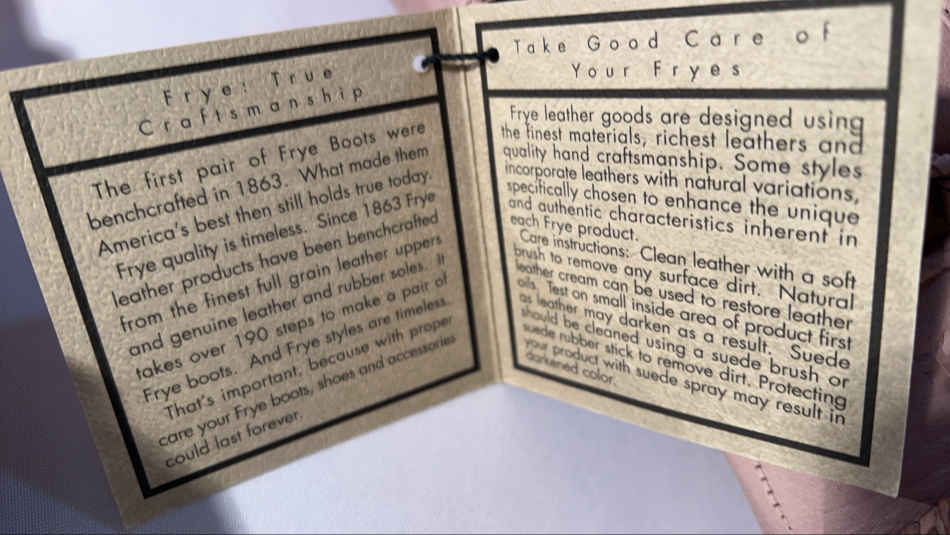 Frye: True
Craftsmanship
The first pair of Frye Boots were
benchcrafted in 1863. What made them
America's best then still holds true today.
Frye quality is timeless. Since 1863 Frye
leather products have been benchcrafted
from the finest full grain leather uppers
and genuine leather and rubber soles. It
takes over 190 steps to make a pair of
Frye boots. And Frye styles are timeless.
That's important, because with proper
care your Frye boots, shoes and accessories
could last forever.
Take Good Care of
Your Fryes
Frye leather goods are designed using
the finest materials, richest leathers and
quality hand craftsmanship. Some styles
incorporate leathers with natural variations,
specifically chosen to enhance the unique
and authentic characteristics inherent in
each Frye product.
Care instructions: Clean leather with a soft
brush to remove any surface dirt. Natural
leather cream can be used to restore leather
oils. Test on small inside area of product first
as leather may darken as a result. Suede
should be cleaned using a suede brush or
suede rubber stick to remove dirt. Protecting
your product with suede spray may result in
darkened color.